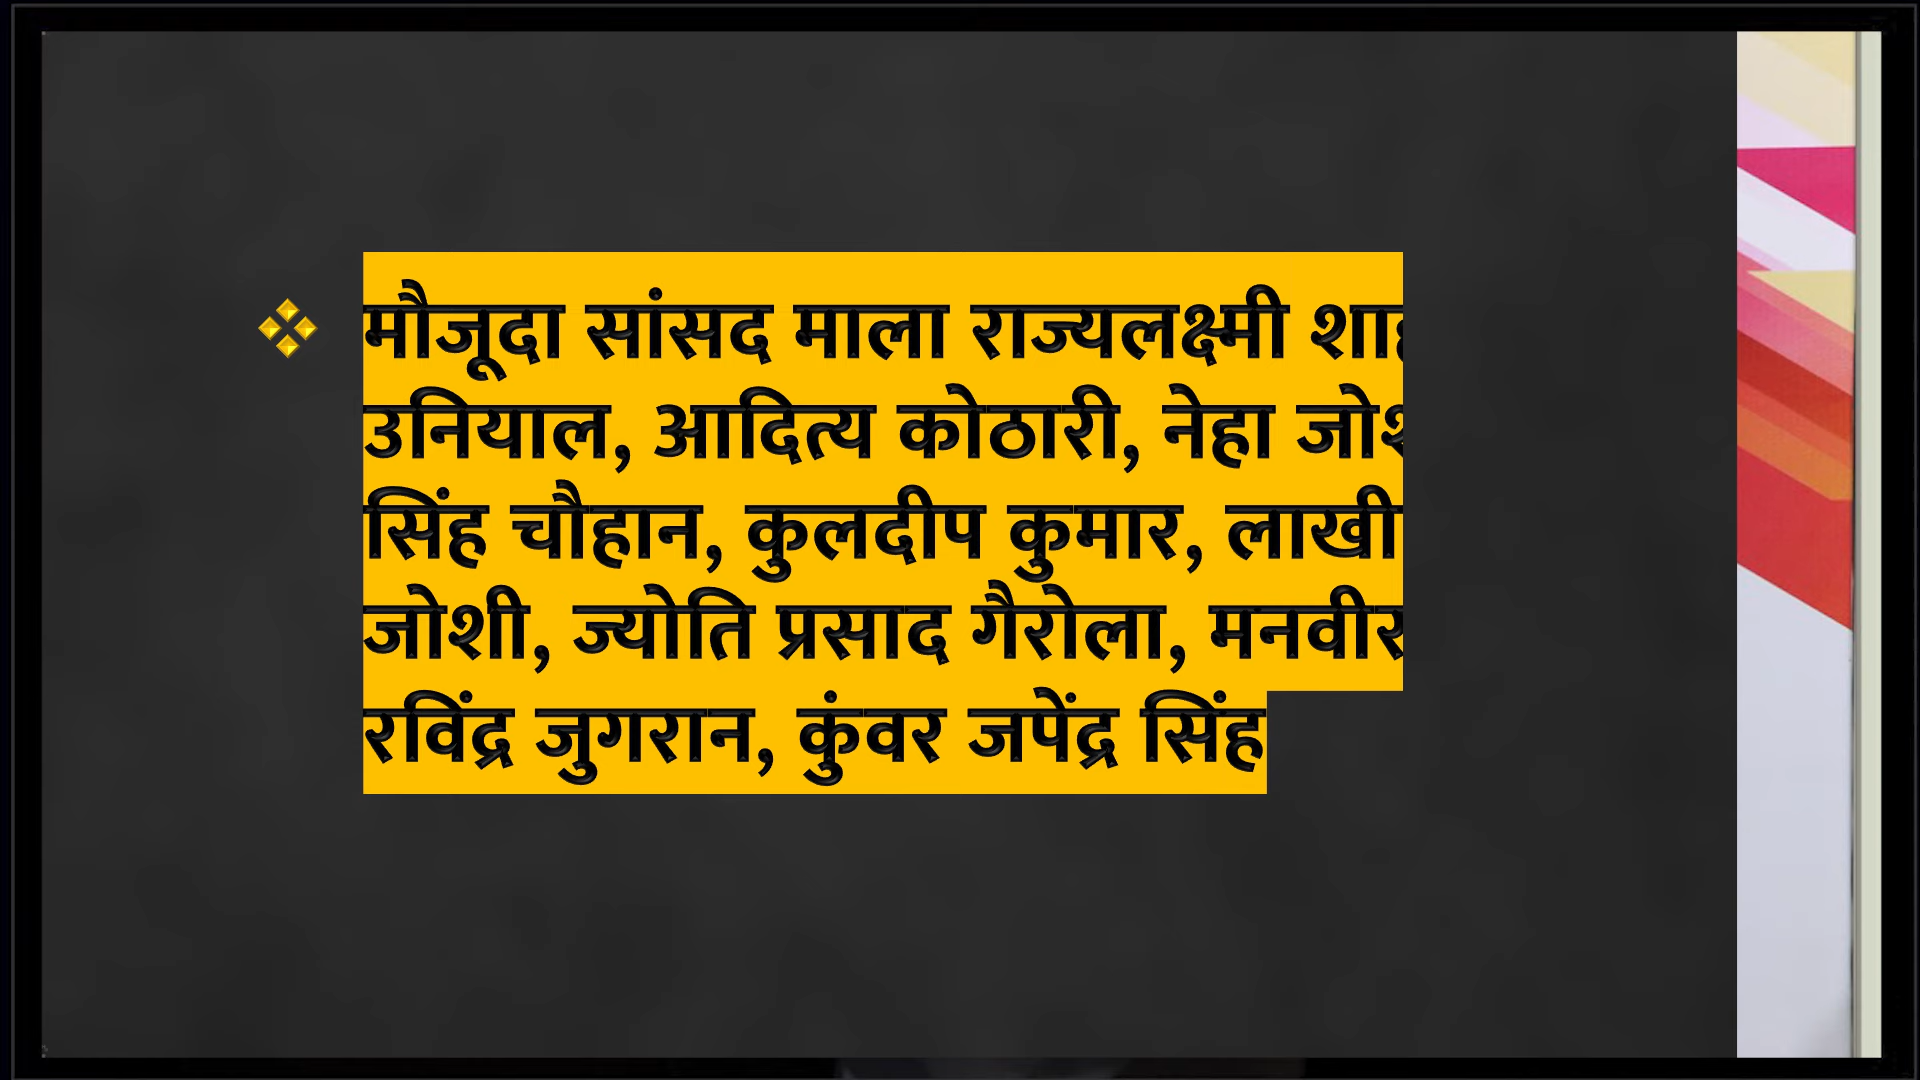 मौजूदा सांसद माला राज्यलक्ष्मी
उनियाल, आदित्य कोठारी, नेहा
सिंह चौहान, कुलदीप कुमार, लाखी
जोशी, ज्योति प्रसाद गैरोला, मनवीर
रविंद्र जुगरान, कुंवर जपेंद्र सिंह